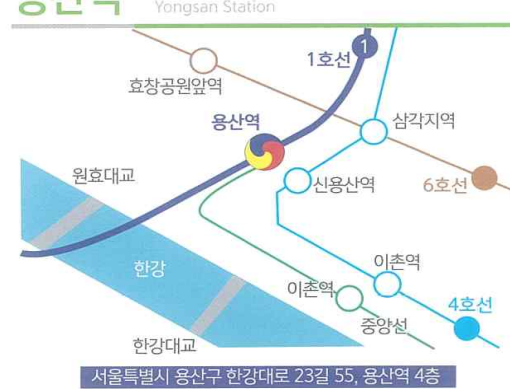 용산역 Yongsan Station
1호선
1
효창공원앞역
용산역
삼각지역
원효대교
신용산역
6호선
한강
이촌역
이촌역
4호선
중앙선
한강대교
서울특별시 용산구 한강대로 23길 55, 용산역 4층